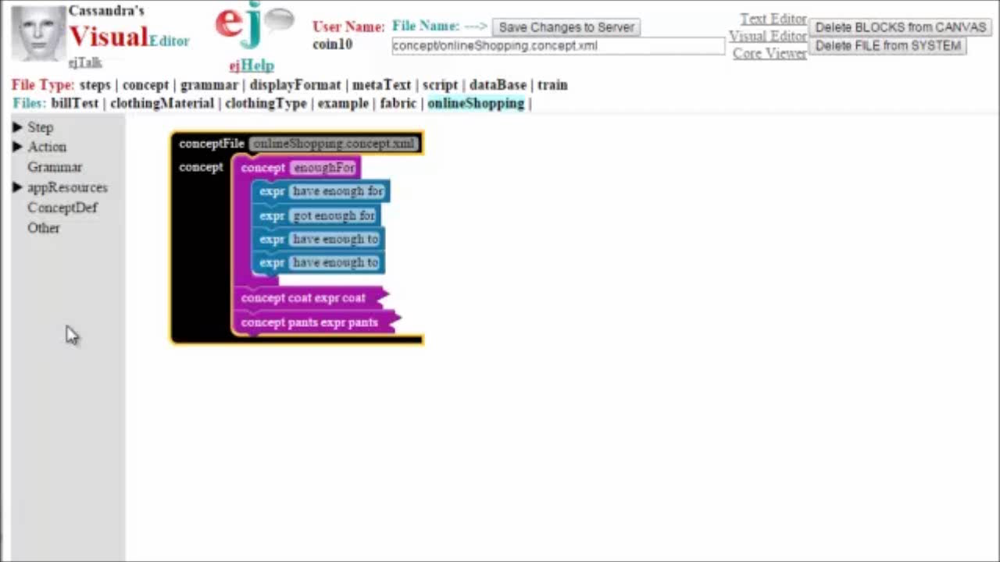 Cassandra's
VisualEditor
ejTalk
ej
ejHelp
User Name:
coin10
File Name: ---> Save Changes to Server
concept/onlineShopping.concept.xml
Text Editor
Visual Editor
Core Viewer
Delete BLOCKS from CANVAS
Delete FILE from SYSTEM
File Type: steps | concept | grammar | displayFormat | metaText | script | dataBase | train
Files: billTest | clothingMaterial | clothingType | example | fabric | onlineShopping |
Step
Action
Grammar
appResources
ConceptDef
Other
conceptFile onlineShopping.concept.xml
concept concept enoughFor
expr have enough for
expr got enough for
expr have enough to
expr have enough to
concept coat expr coat
concept pants expr pants